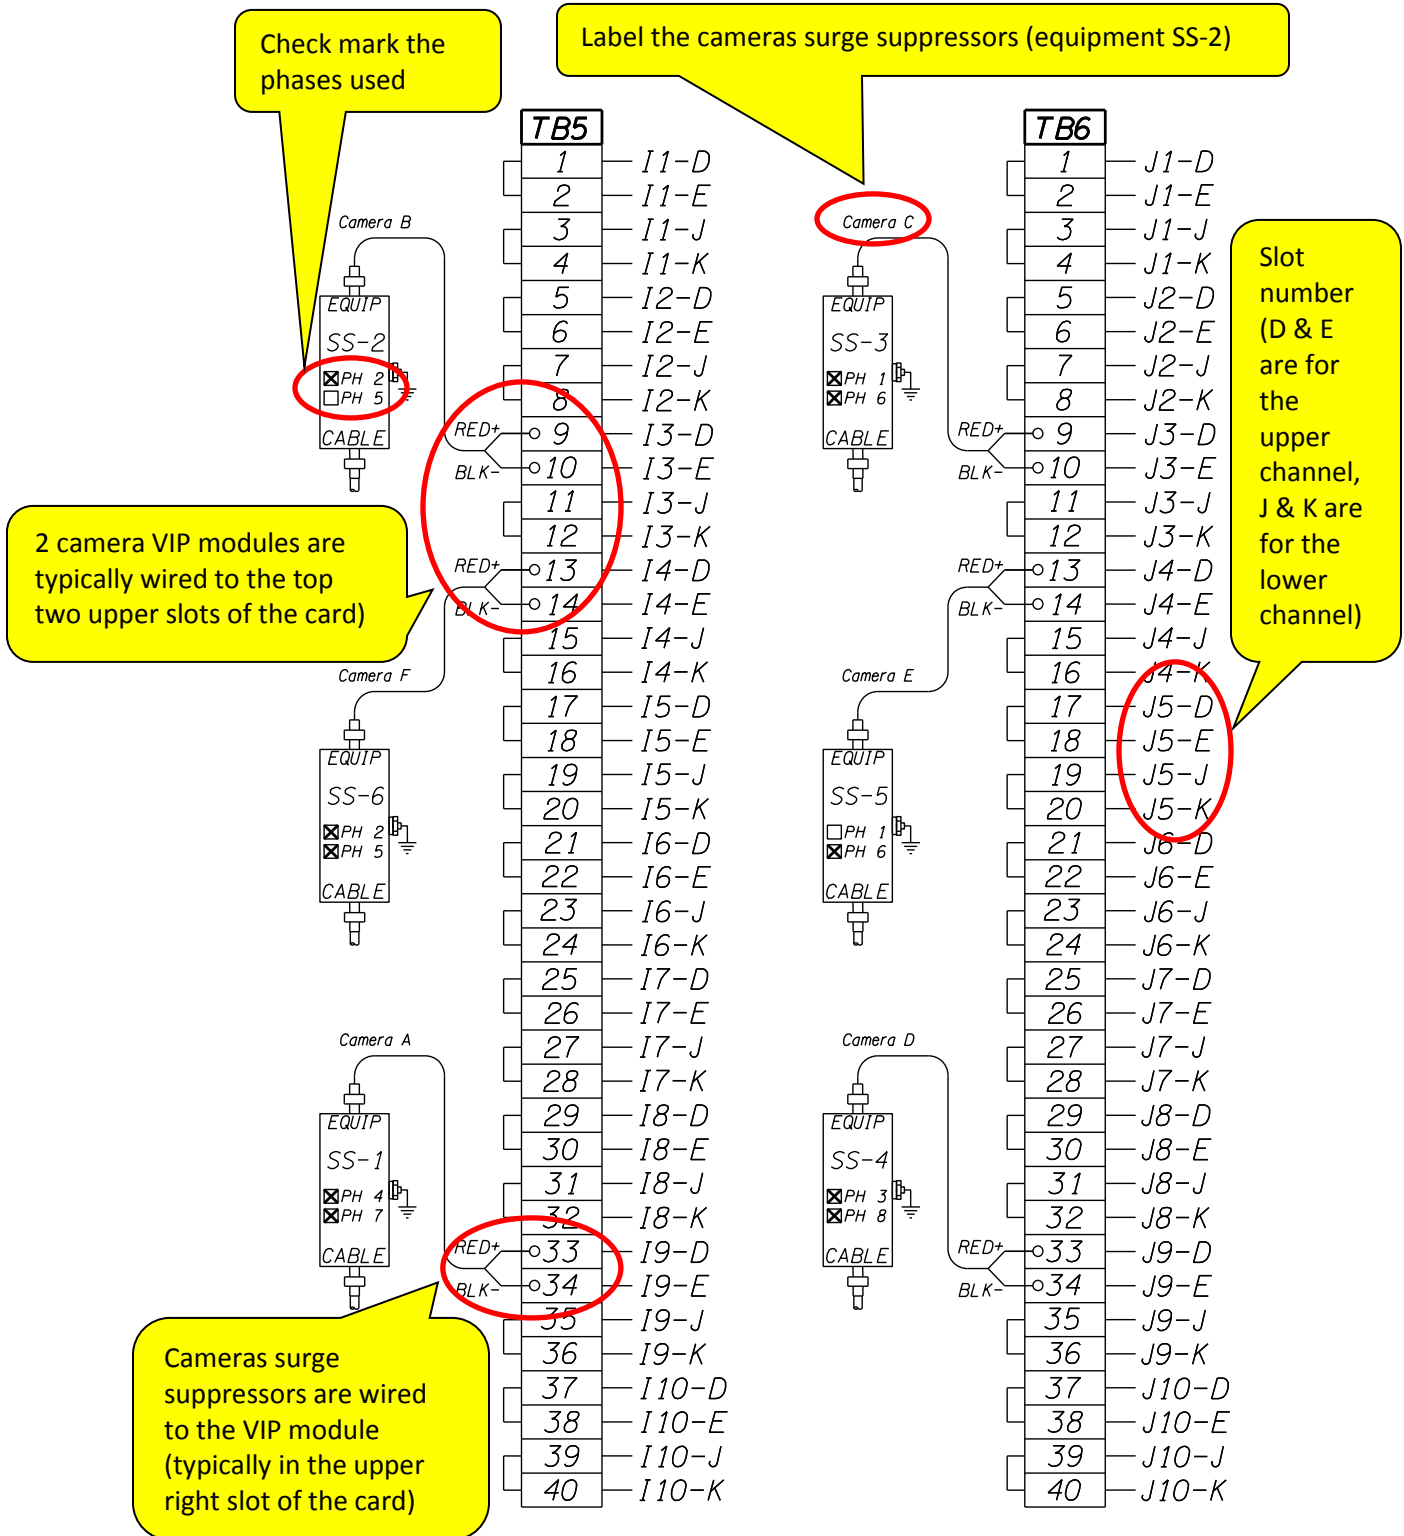 Check mark the
phases used
Label the cameras surge suppressors (equipment SS-2)
TB5
1 I1-D
2 I1-E
3 I1-J
4 I1-K
5 I2-D
6 I2-E
7 I2-J
8 I2-K
9 I3-D
10 I3-E
11 I3-J
12 I3-K
13 I4-D
14 I4-E
15 I4-J
16 I4-K
17 I5-D
18 I5-E
19 I5-J
20 I5-K
21 I6-D
22 I6-E
23 I6-J
24 I6-K
25 I7-D
26 I7-E
27 I7-J
28 I7-K
29 I8-D
30 I8-E
31 I8-J
32 I8-K
33 I9-D
34 I9-E
35 I9-J
36 I9-K
37 I10-D
38 I10-E
39 I10-J
40 I10-K
Camera B
EQUIP
SS-2
PH 2
PH 5
CABLE
RED+
BLK-
2 camera VIP modules are
typically wired to the top
two upper slots of the card)
RED+
BLK-
Camera F
EQUIP
SS-6
PH 2
PH 5
CABLE
Camera A
EQUIP
SS-1
PH 4
PH 7
CABLE
RED+
BLK-
Cameras surge
suppressors are wired
to the VIP module
(typically in the upper
right slot of the card)
TB6
1 J1-D
2 J1-E
3 J1-J
4 J1-K
5 J2-D
6 J2-E
7 J2-J
8 J2-K
9 J3-D
10 J3-E
11 J3-J
12 J3-K
13 J4-D
14 J4-E
15 J4-J
16 J4-K
17 J5-D
18 J5-E
19 J5-J
20 J5-K
21 J6-D
22 J6-E
23 J6-J
24 J6-K
25 J7-D
26 J7-E
27 J7-J
28 J7-K
29 J8-D
30 J8-E
31 J8-J
32 J8-K
33 J9-D
34 J9-E
35 J9-J
36 J9-K
37 J10-D
38 J10-E
39 J10-J
40 J10-K
Camera C
EQUIP
SS-3
PH 1
PH 6
CABLE
RED+
BLK-
RED+
BLK-
Camera E
EQUIP
SS-5
PH 1
PH 6
CABLE
Camera D
EQUIP
SS-4
PH 3
PH 8
CABLE
RED+
BLK-
Slot
number
(D & E
are for
the
upper
channel,
J & K are
for the
lower
channel)